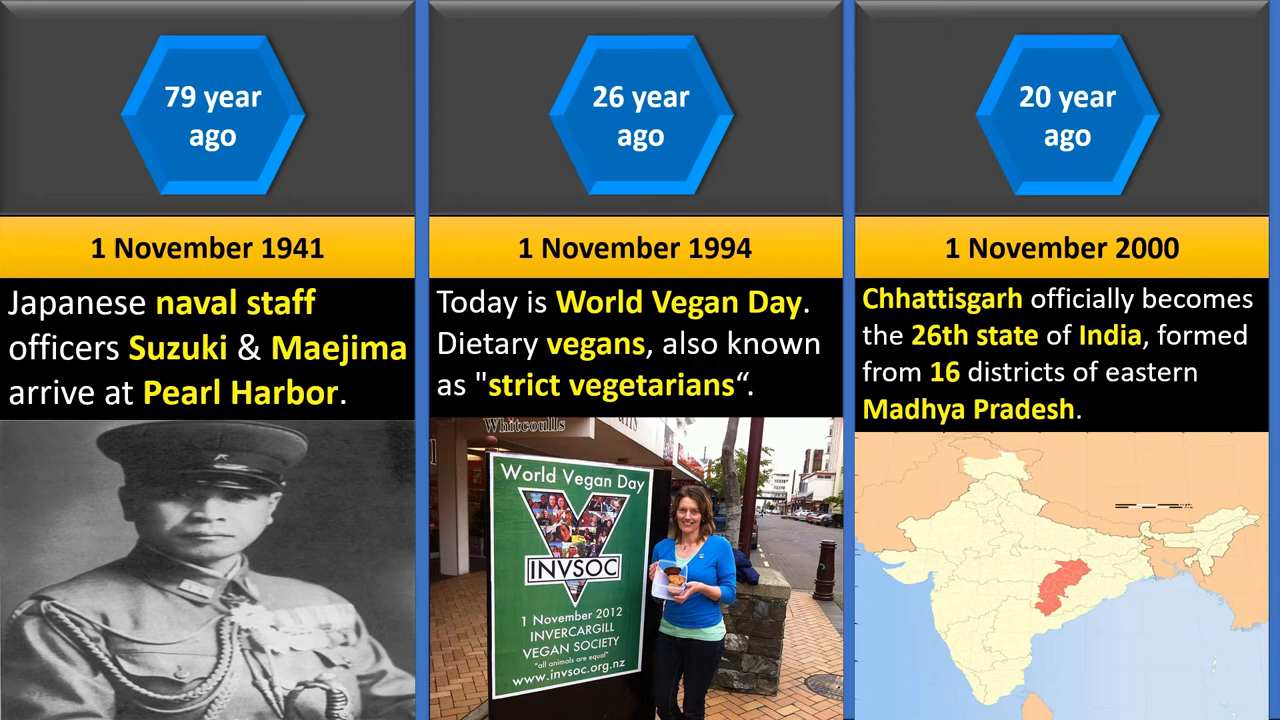 79 year
ago
1 November 1941
Japanese naval staff
officers Suzuki & Maejima
arrive at Pearl Harbor.
26 year
ago
1 November 1994
Today is World Vegan Day.
Dietary vegans, also known
as "strict vegetarians“.
Whitcoulls
World Vegan Day
INVSOC
1 November 2012
INVERCARGILL
VEGAN SOCIETY
"all animals are equal"
www.invsoc.org.nz
20 year
ago
1 November 2000
Chhattisgarh officially becomes
the 26th state of India, formed
from 16 districts of eastern
Madhya Pradesh.